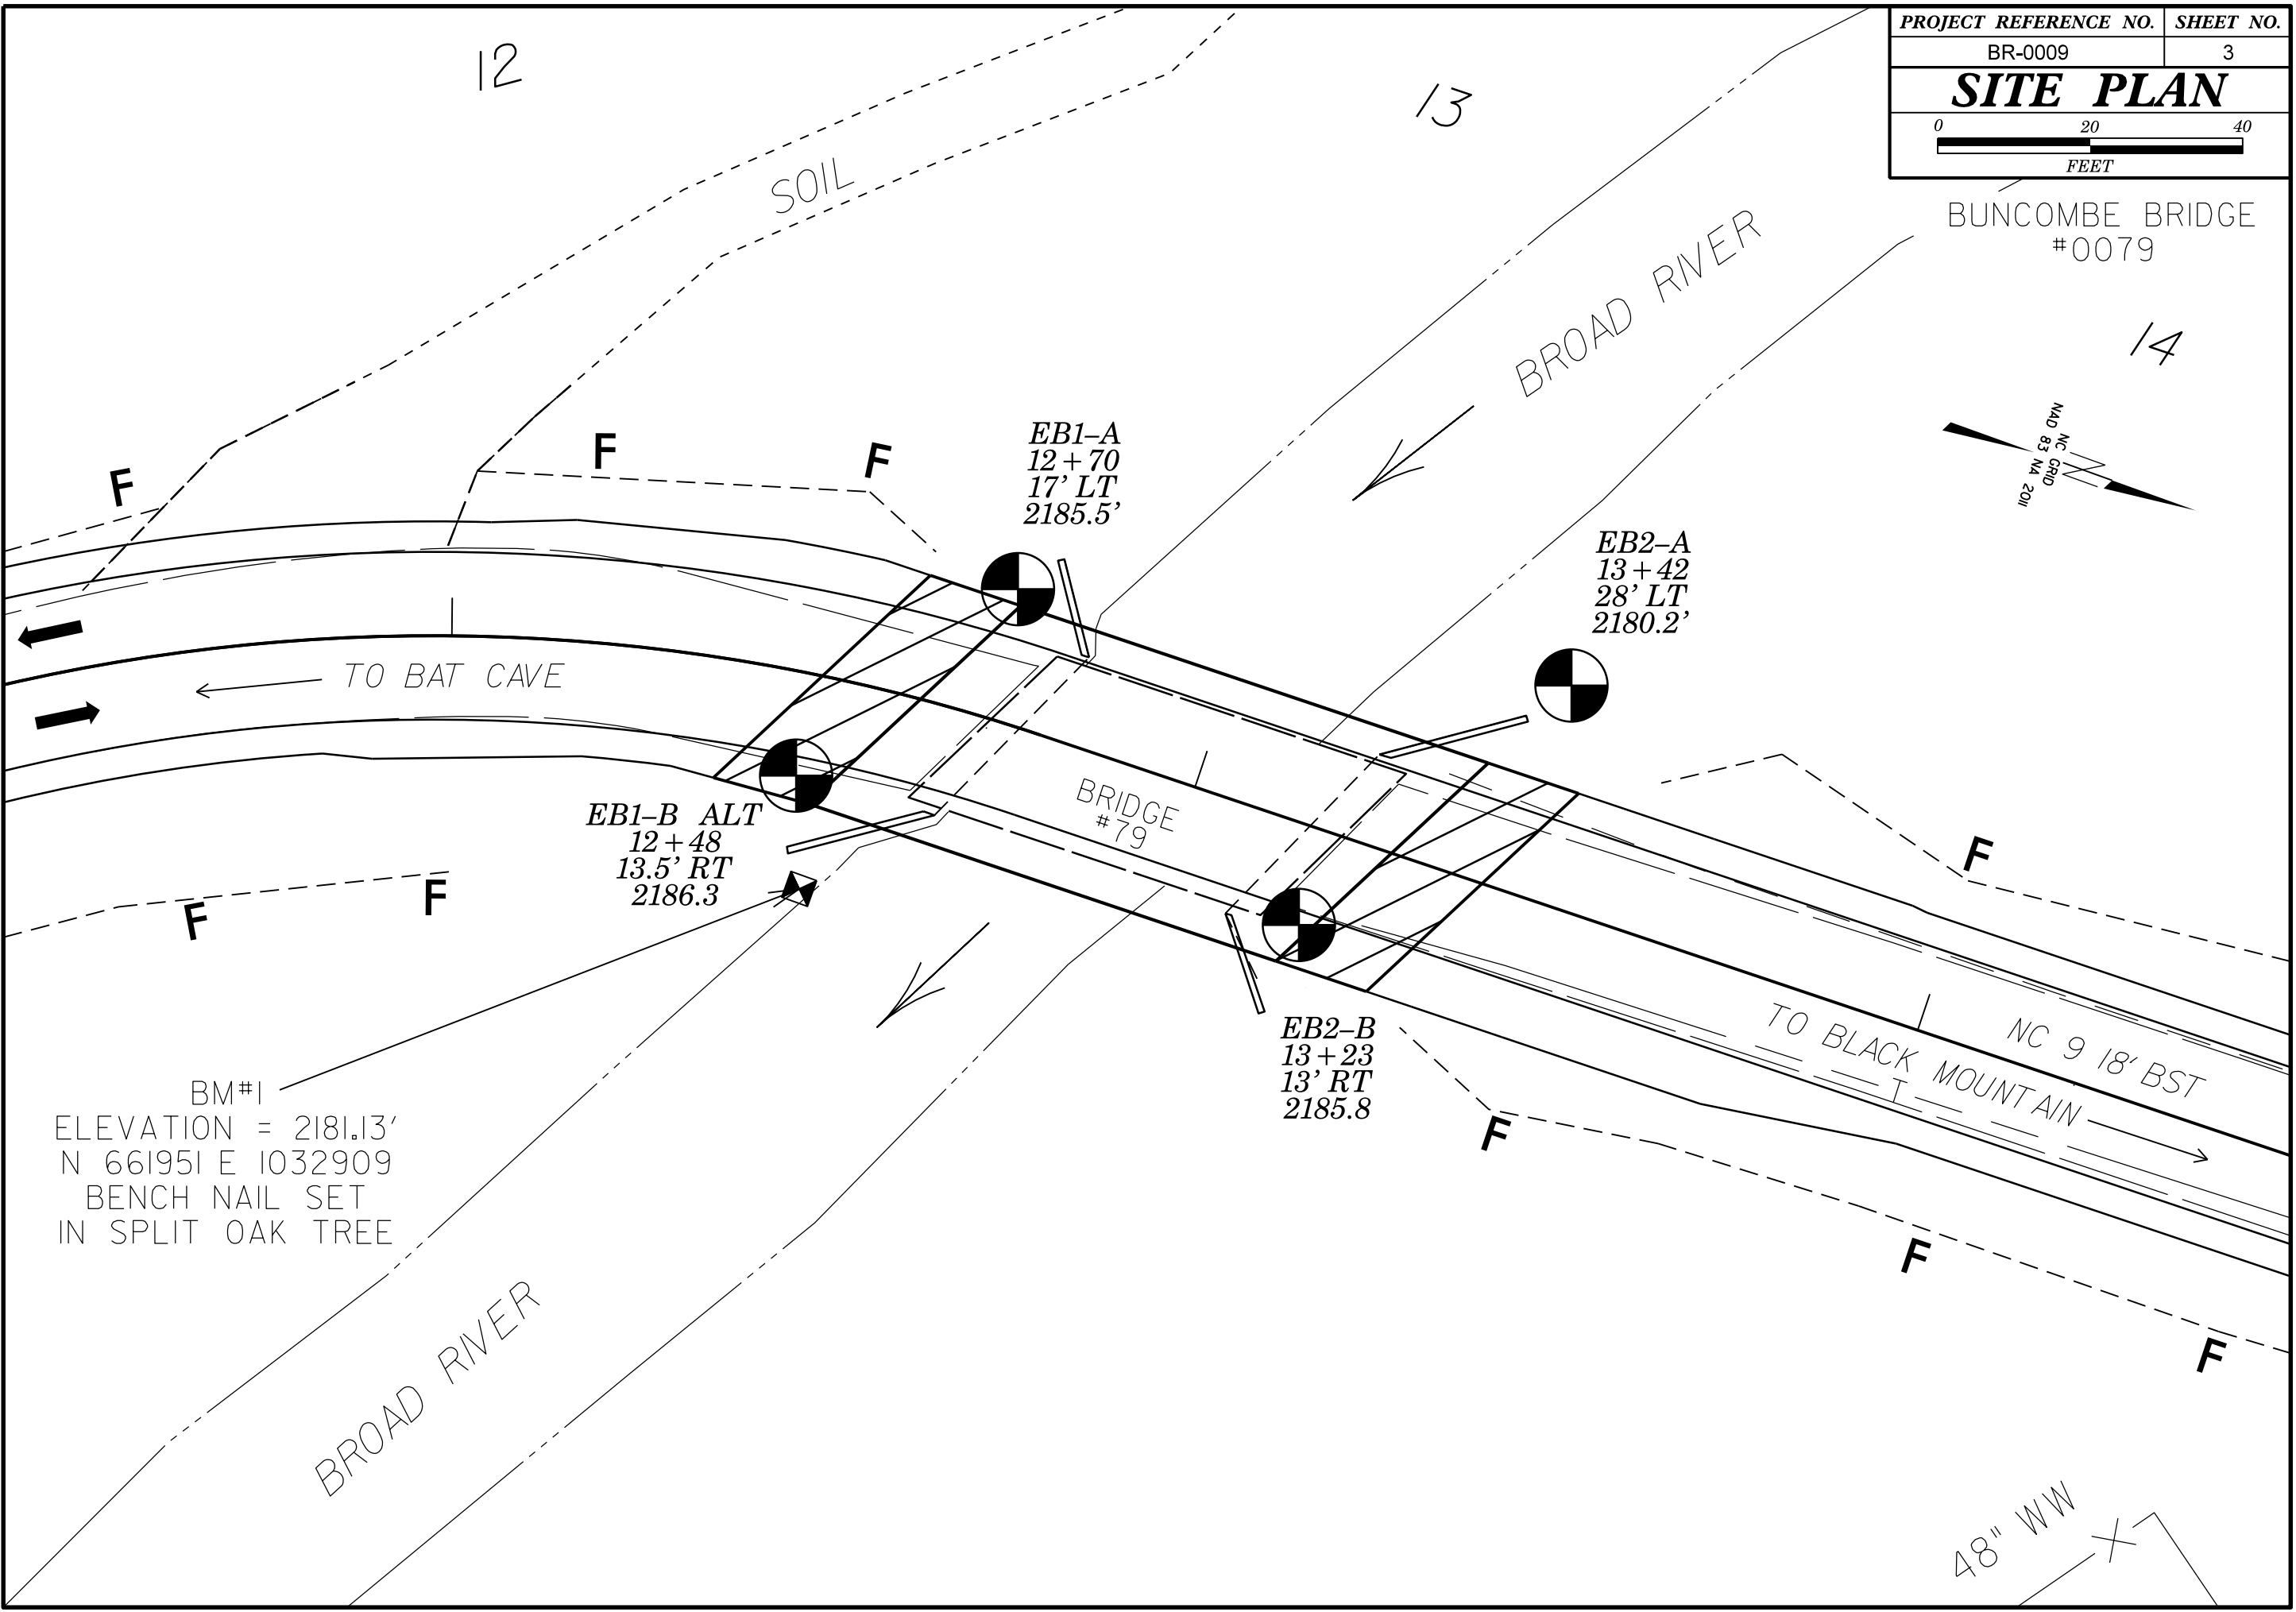 PROJECT REFERENCE NO. SHEET NO.
BR-0009 3
SITE PLAN
0 20 40
FEET
BUNCOMBE BRIDGE
#0079
12
13
14
SOIL
BROAD RIVER
NC GRID
NAD 83 NA 2011
F
F
F
EB1-A
12+70
17' LT
2185.5'
EB2-A
13+42
28' LT
2180.2'
TO BAT CAVE
BRIDGE
#79
EB1-B ALT
12+48
13.5' RT
2186.3
F
F
F
EB2-B
13+23
13' RT
2185.8
TO BLACK MOUNTAIN
NC 9 18' BST
T
BM#1
ELEVATION = 2181.13'
N 661951 E 1032909
BENCH NAIL SET
IN SPLIT OAK TREE
F
F
F
BROAD RIVER
48" WW